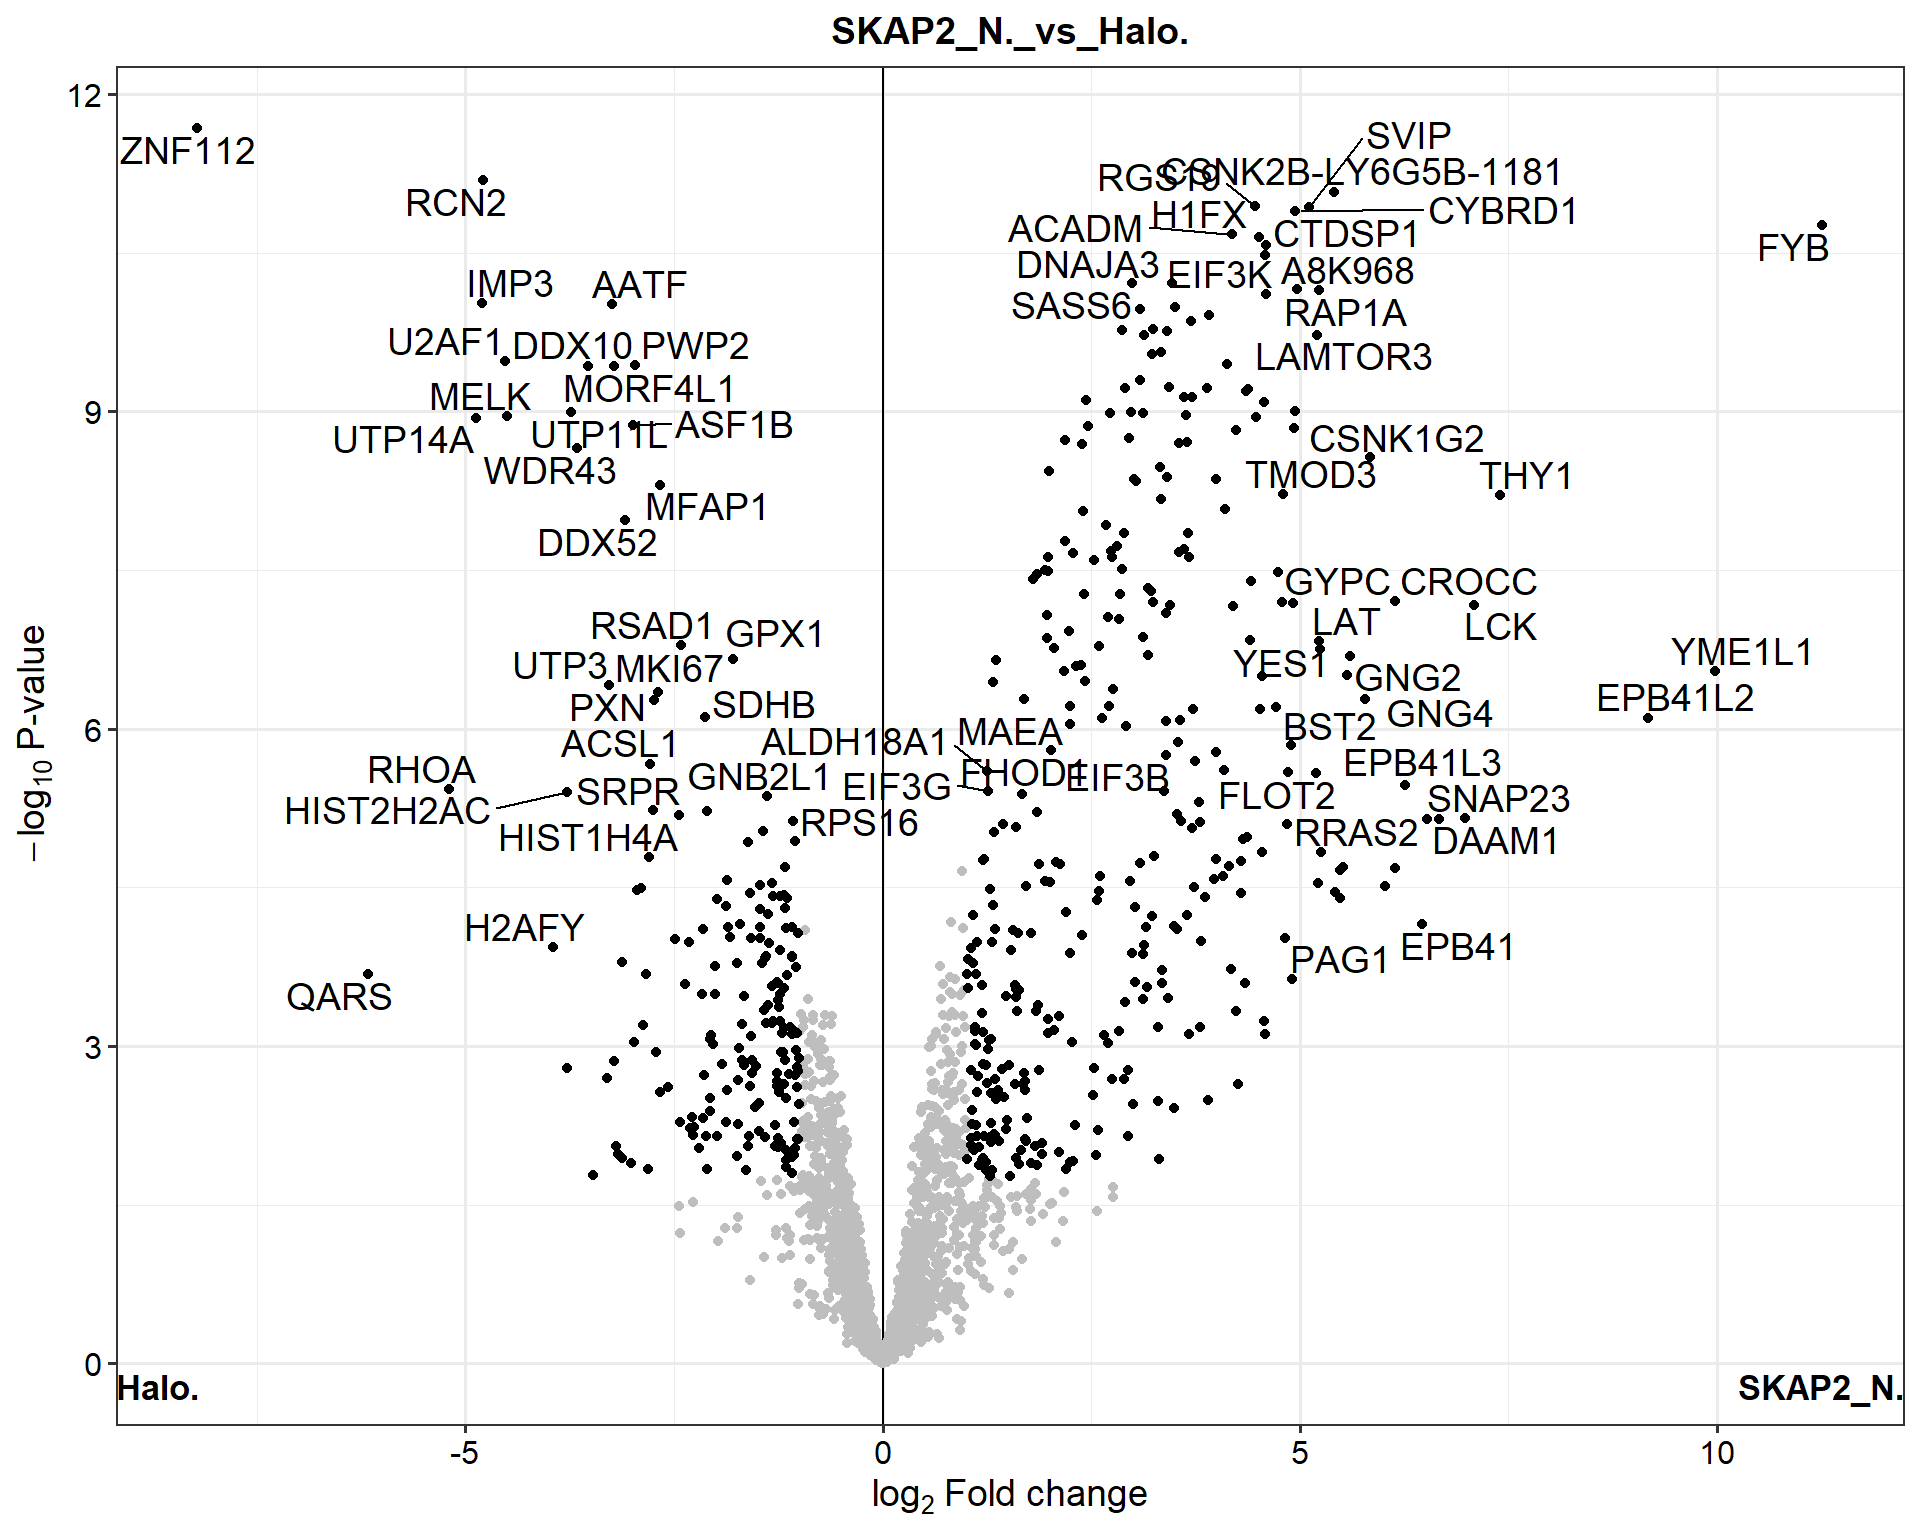 SKAP2_N._vs_Halo.
12
9
6
3
0
−log10 P-value
ZNF112
RCN2
IMP3
AATF
U2AF1
DDX10
PWP2
MORF4L1
MELK
UTP14A
UTP11L
ASF1B
WDR43
MFAP1
DDX52
RSAD1
GPX1
UTP3
MKI67
PXN
SDHB
ACSL1
RHOA
HIST2H2AC
SRPR
GNB2L1
HIST1H4A
RPS16
H2AFY
QARS
SVIP
RGS19
CSNK2B-LY6G5B-1181
H1FX
CYBRD1
ACADM
CTDSP1
FYB
DNAJA3
EIF3K
A8K968
SASS6
RAP1A
LAMTOR3
CSNK1G2
TMOD3
THY1
GYPC
CROCC
LAT
LCK
YES1
GNG2
YME1L1
EPB41L2
GNG4
BST2
MAEA
ALDH18A1
FHOD1
EIF3B
EIF3G
EPB41L3
FLOT2
SNAP23
RRAS2
DAAM1
PAG1
EPB41
Halo.
SKAP2_N.
-5
0
5
10
log2 Fold change